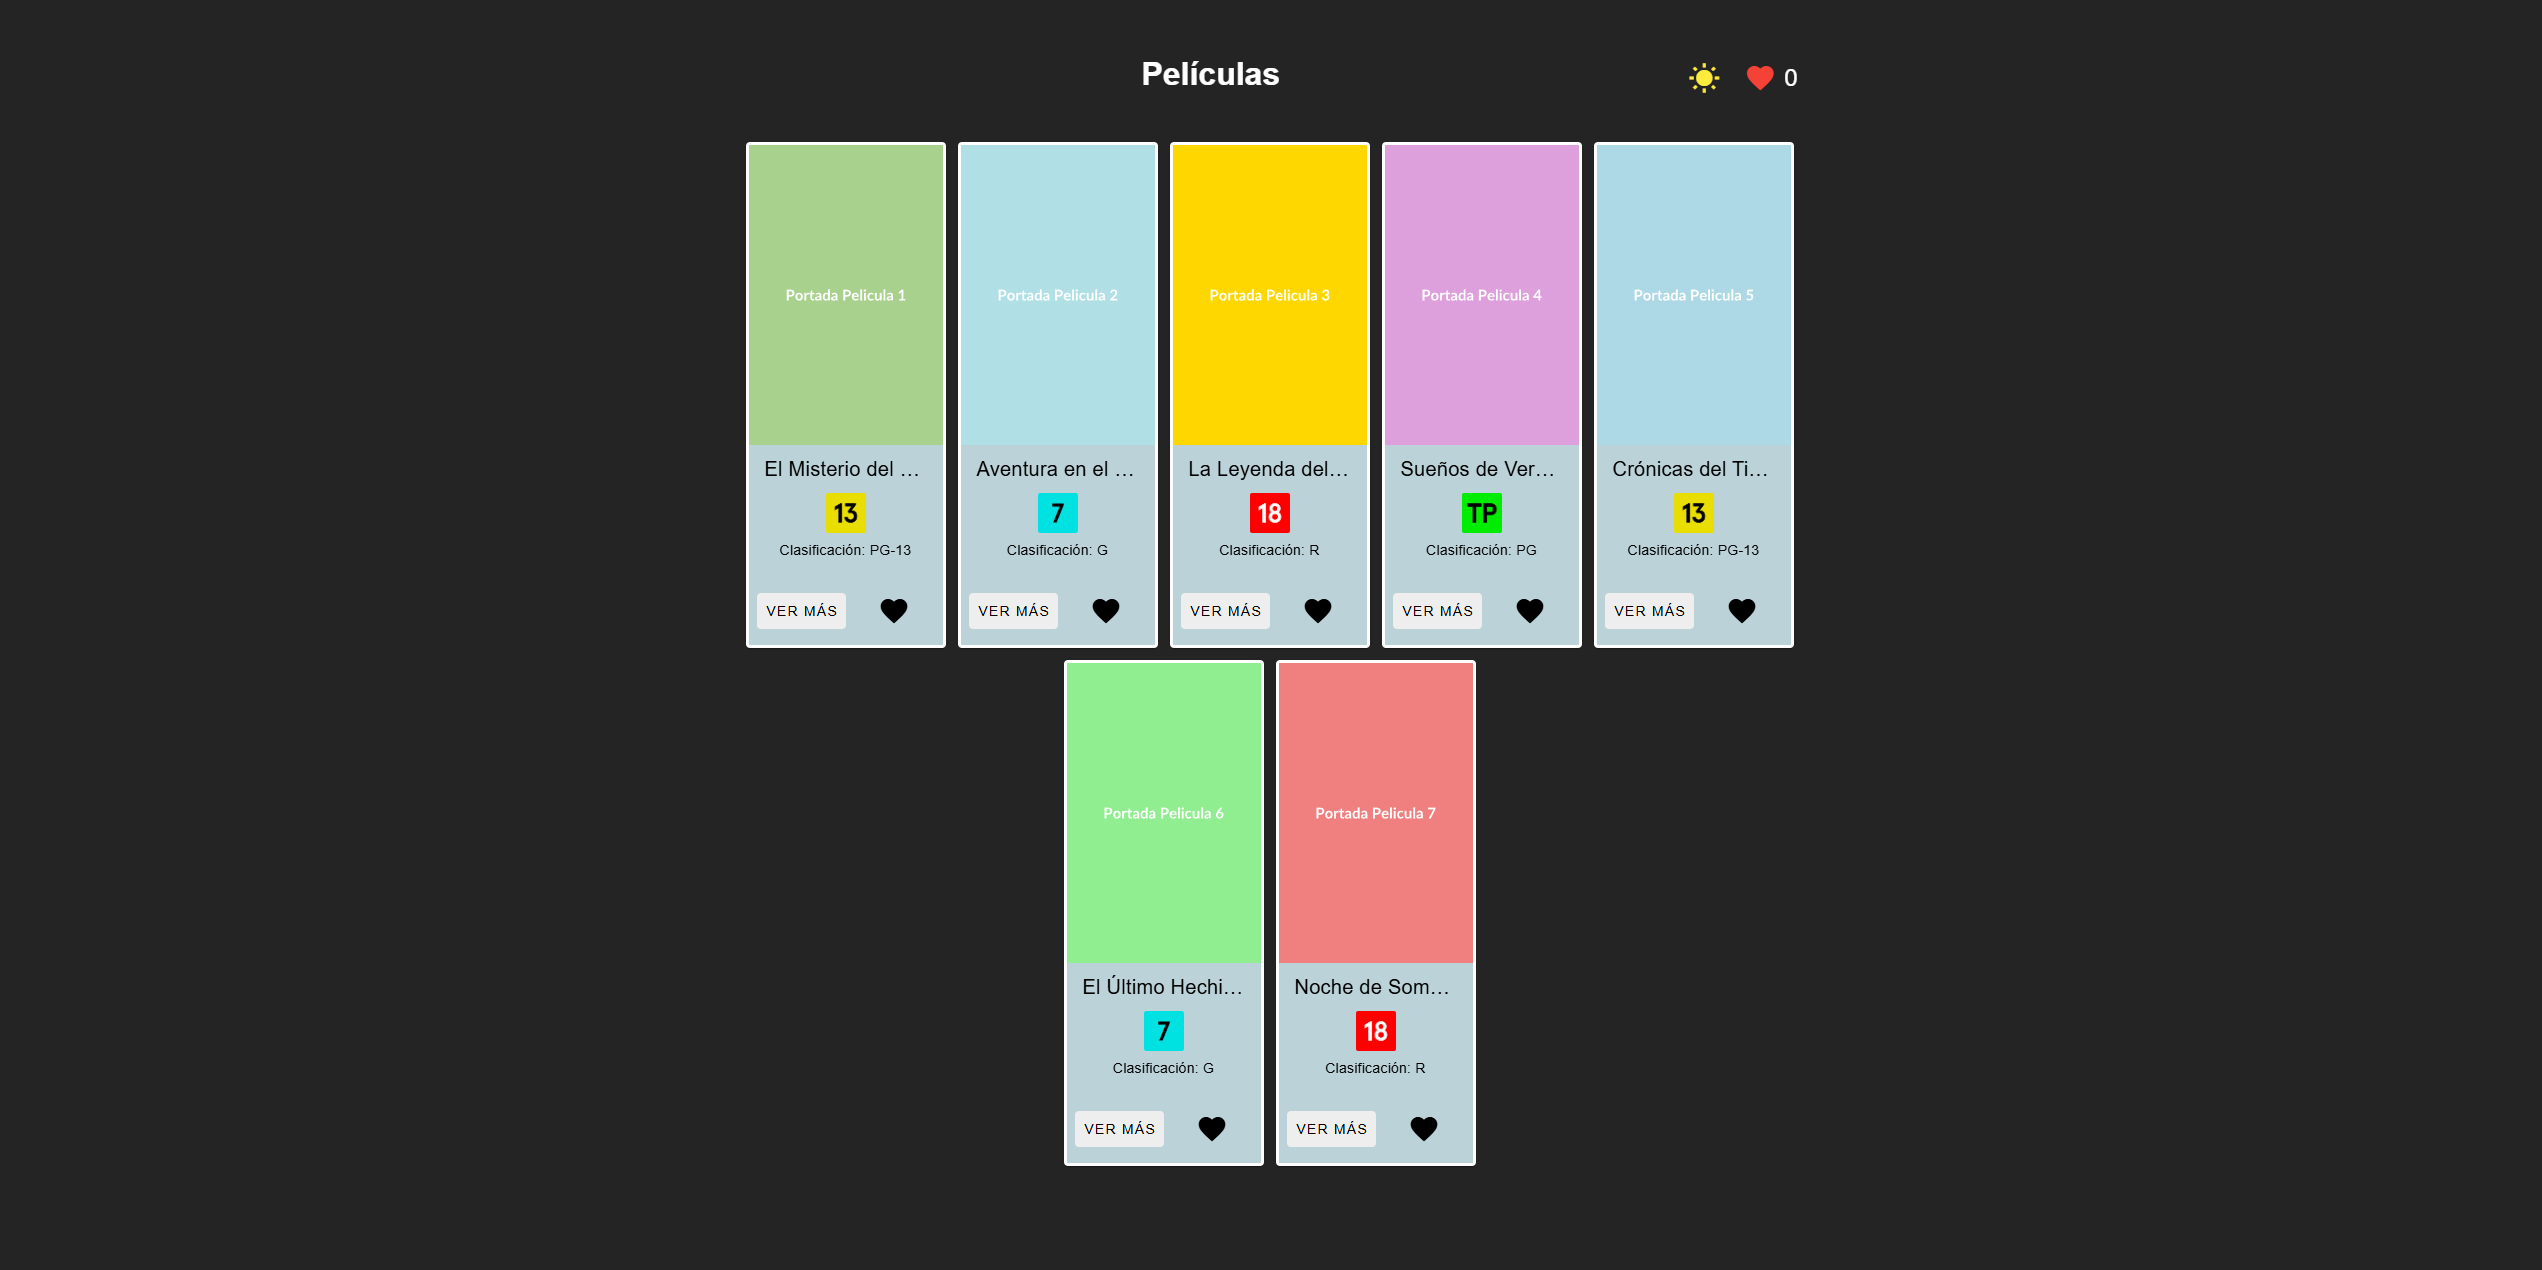 Películas
0
Portada Pelicula 1
El Misterio del ...
13
Clasificación: PG-13
VER MÁS
Portada Pelicula 2
Aventura en el ...
7
Clasificación: G
VER MÁS
Portada Pelicula 3
La Leyenda del...
18
Clasificación: R
VER MÁS
Portada Pelicula 4
Sueños de Ver...
TP
Clasificación: PG
VER MÁS
Portada Pelicula 5
Crónicas del Ti...
13
Clasificación: PG-13
VER MÁS
Portada Pelicula 6
El Último Hechi...
7
Clasificación: G
VER MÁS
Portada Pelicula 7
Noche de Som...
18
Clasificación: R
VER MÁS